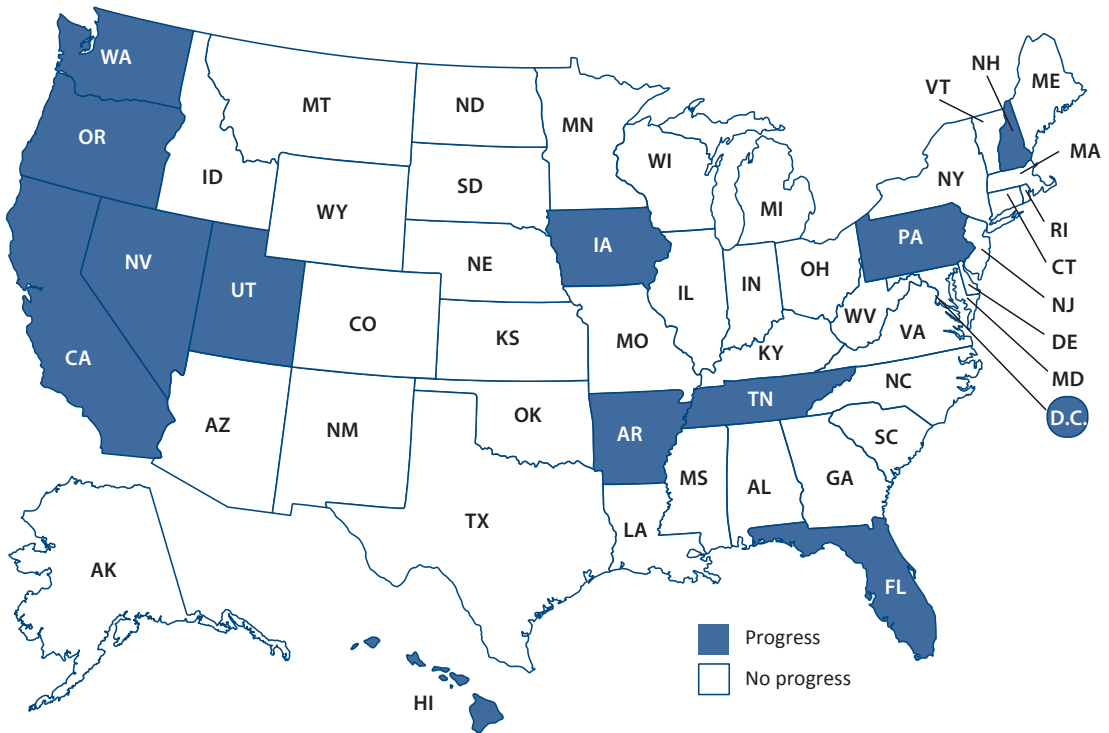 WA
OR
CA
NV
ID
MT
WY
UT
AZ
CO
NM
ND
SD
NE
KS
OK
TX
MN
IA
MO
AR
LA
WI
IL
MI
IN
OH
KY
TN
MS
AL
GA
FL
SC
NC
VA
WV
PA
NY
VT
NH
ME
MA
RI
CT
NJ
DE
MD
D.C.
AK
HI
Progress
No progress